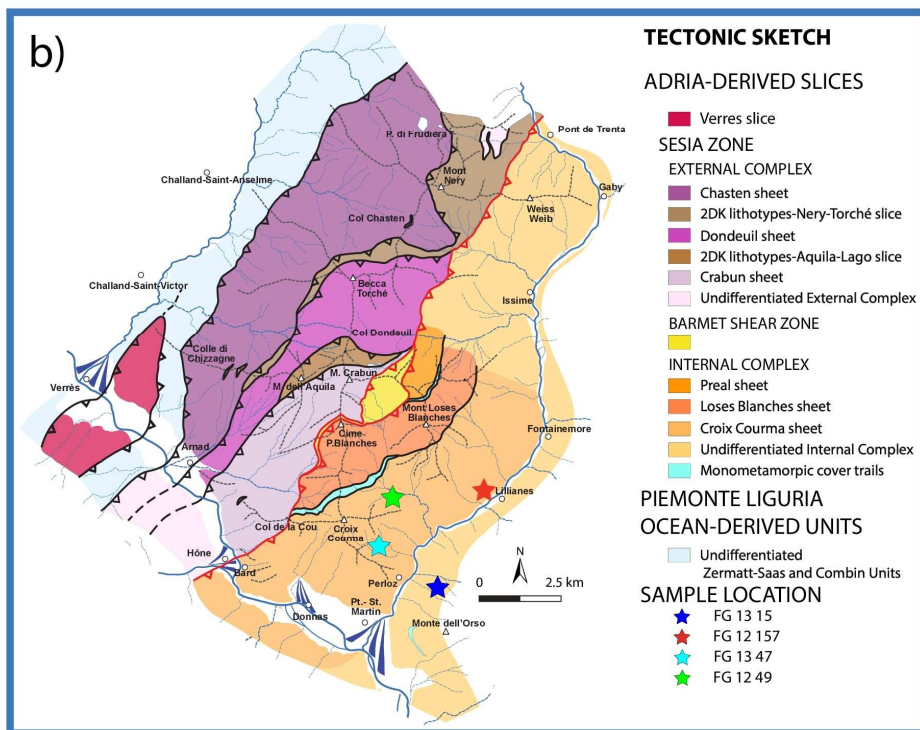 b)
TECTONIC SKETCH
ADRIA-DERIVED SLICES
Verres slice
SESIA ZONE
EXTERNAL COMPLEX
Chasten sheet
2DK lithotypes-Nery-Torché slice
Dondeuil sheet
2DK lithotypes-Aquila-Lago slice
Crabun sheet
Undifferentiated External Complex
BARMET SHEAR ZONE
INTERNAL COMPLEX
Preal sheet
Loses Blanches sheet
Croix Courma sheet
Undifferentiated Internal Complex
Monometamorpic cover trails
PIEMONTE LIGURIA
OCEAN-DERIVED UNITS
Undifferentiated
Zermatt-Saas and Combin Units
SAMPLE LOCATION
FG 13 15
FG 12 157
FG 13 47
FG 12 49
P. di Frudiera
Pont de Trenta
Challand-Saint-Anselme
Mont
Nery
Gaby
Weiss
Weib
Col Chasten
Challand-Saint-Victor
Becca
Torché
Issime
Col Dondeuil
Colle di
Chizzagne
M. Crabun
M. dell'Aquila
Verrès
Mont Loses
Blanches
Cime
P.Blanches
Fontainemore
Arnad
Lillianes
Col de la Cou
Croix
Courma
Hône
Bard
Perloz
N
0 2.5 km
Donnas
Pt.- St.
Martin
Monte dell'Orso